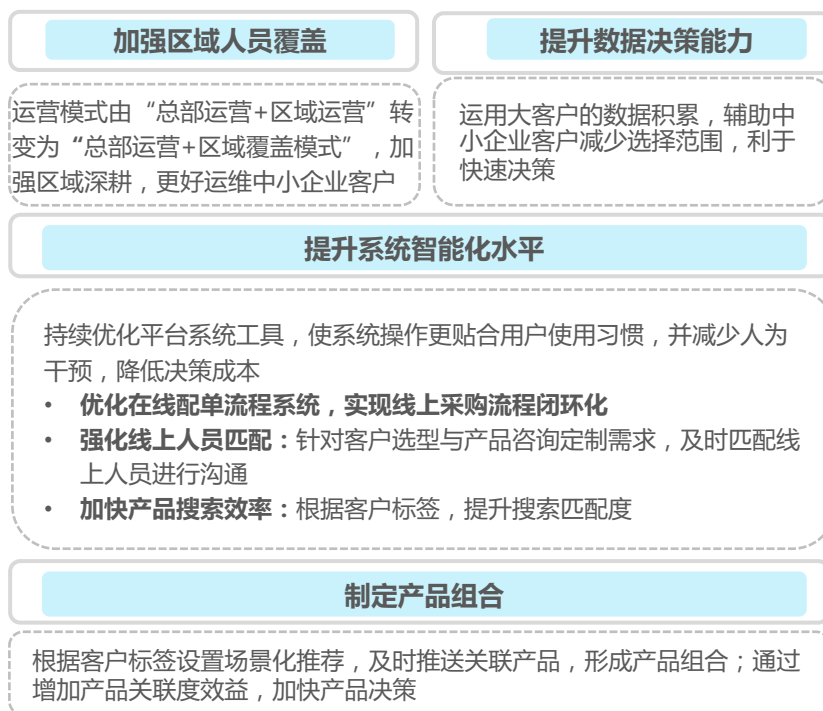 加强区域人员覆盖
运营模式由“总部运营+区域运营”转
变为“总部运营+区域覆盖模式”，加
强区域深耕，更好运维中小企业客户
提升数据决策能力
运用大客户的数据积累，辅助中
小企业客户减少选择范围，利于
快速决策
提升系统智能化水平
持续优化平台系统工具，使系统操作更贴合用户使用习惯，并减少人为
干预，降低决策成本
• 优化在线配单流程系统，实现线上采购流程闭环化
• 强化线上人员匹配：针对客户选型与产品咨询定制需求，及时匹配线
上人员进行沟通
• 加快产品搜索效率：根据客户标签，提升搜索匹配度
制定产品组合
根据客户标签设置场景化推荐，及时推送关联产品，形成产品组合；通过
增加产品关联度效益，加快产品决策